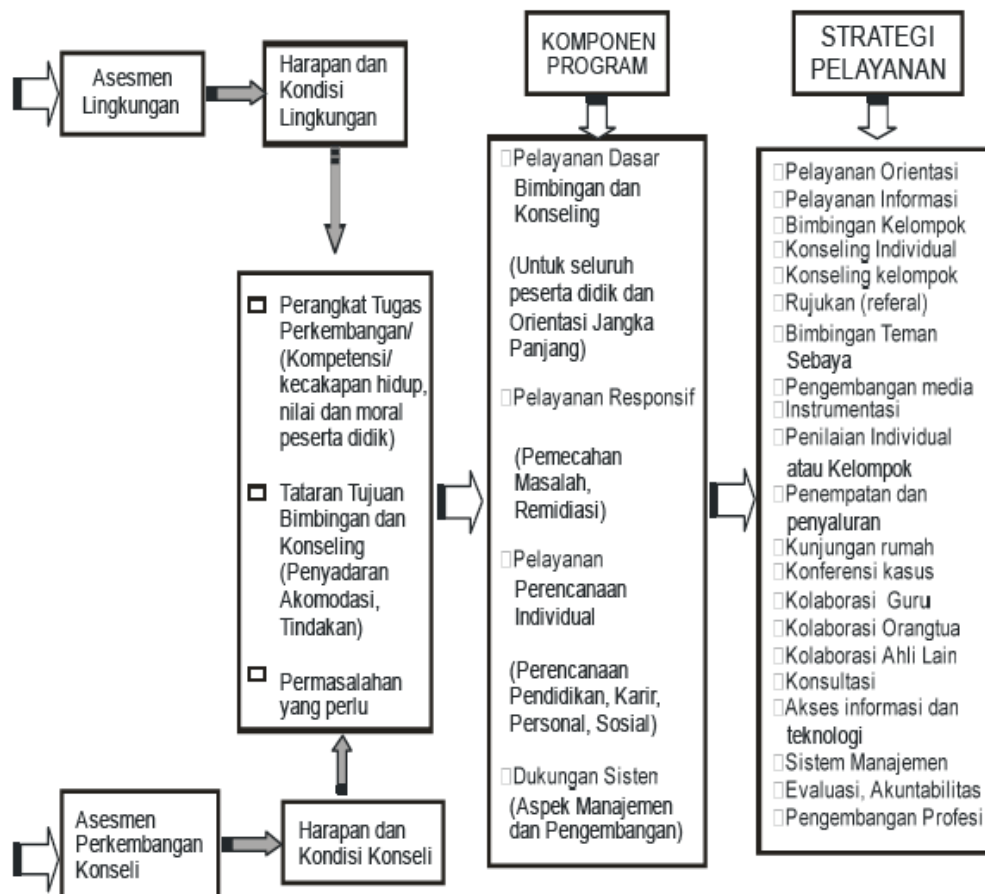 Asesmen
Lingkungan
Harapan dan
Kondisi
Lingkungan
Perangkat Tugas
Perkembangan/
(Kompetensi/
kecakapan hidup,
nilai dan moral
peserta didik)
Tataran Tujuan
Bimbingan dan
Konseling
(Penyadaran
Akomodasi,
Tindakan)
Permasalahan
yang perlu
Asesmen
Perkembangan
Konseli
Harapan dan
Kondisi Konseli
KOMPONEN
PROGRAM
Pelayanan Dasar
Bimbingan dan
Konseling
(Untuk seluruh
peserta didik dan
Orientasi Jangka
Panjang)
Pelayanan Responsif
(Pemecahan
Masalah,
Remidiasi)
Pelayanan
Perencanaan
Individual
(Perencanaan
Pendidikan, Karir,
Personal, Sosial)
Dukungan Sisten
(Aspek Manajemen
dan Pengembangan)
STRATEGI
PELAYANAN
Pelayanan Orientasi
Pelayanan Informasi
Bimbingan Kelompok
Konseling Individual
Konseling kelompok
Rujukan (referal)
Bimbingan Teman
Sebaya
Pengembangan media
Instrumentasi
Penilaian Individual
atau Kelompok
Penempatan dan
penyaluran
Kunjungan rumah
Konferensi kasus
Kolaborasi Guru
Kolaborasi Orangtua
Kolaborasi Ahli Lain
Konsultasi
Akses informasi dan
teknologi
Sistem Manajemen
Evaluasi, Akuntabilitas
Pengembangan Profesi